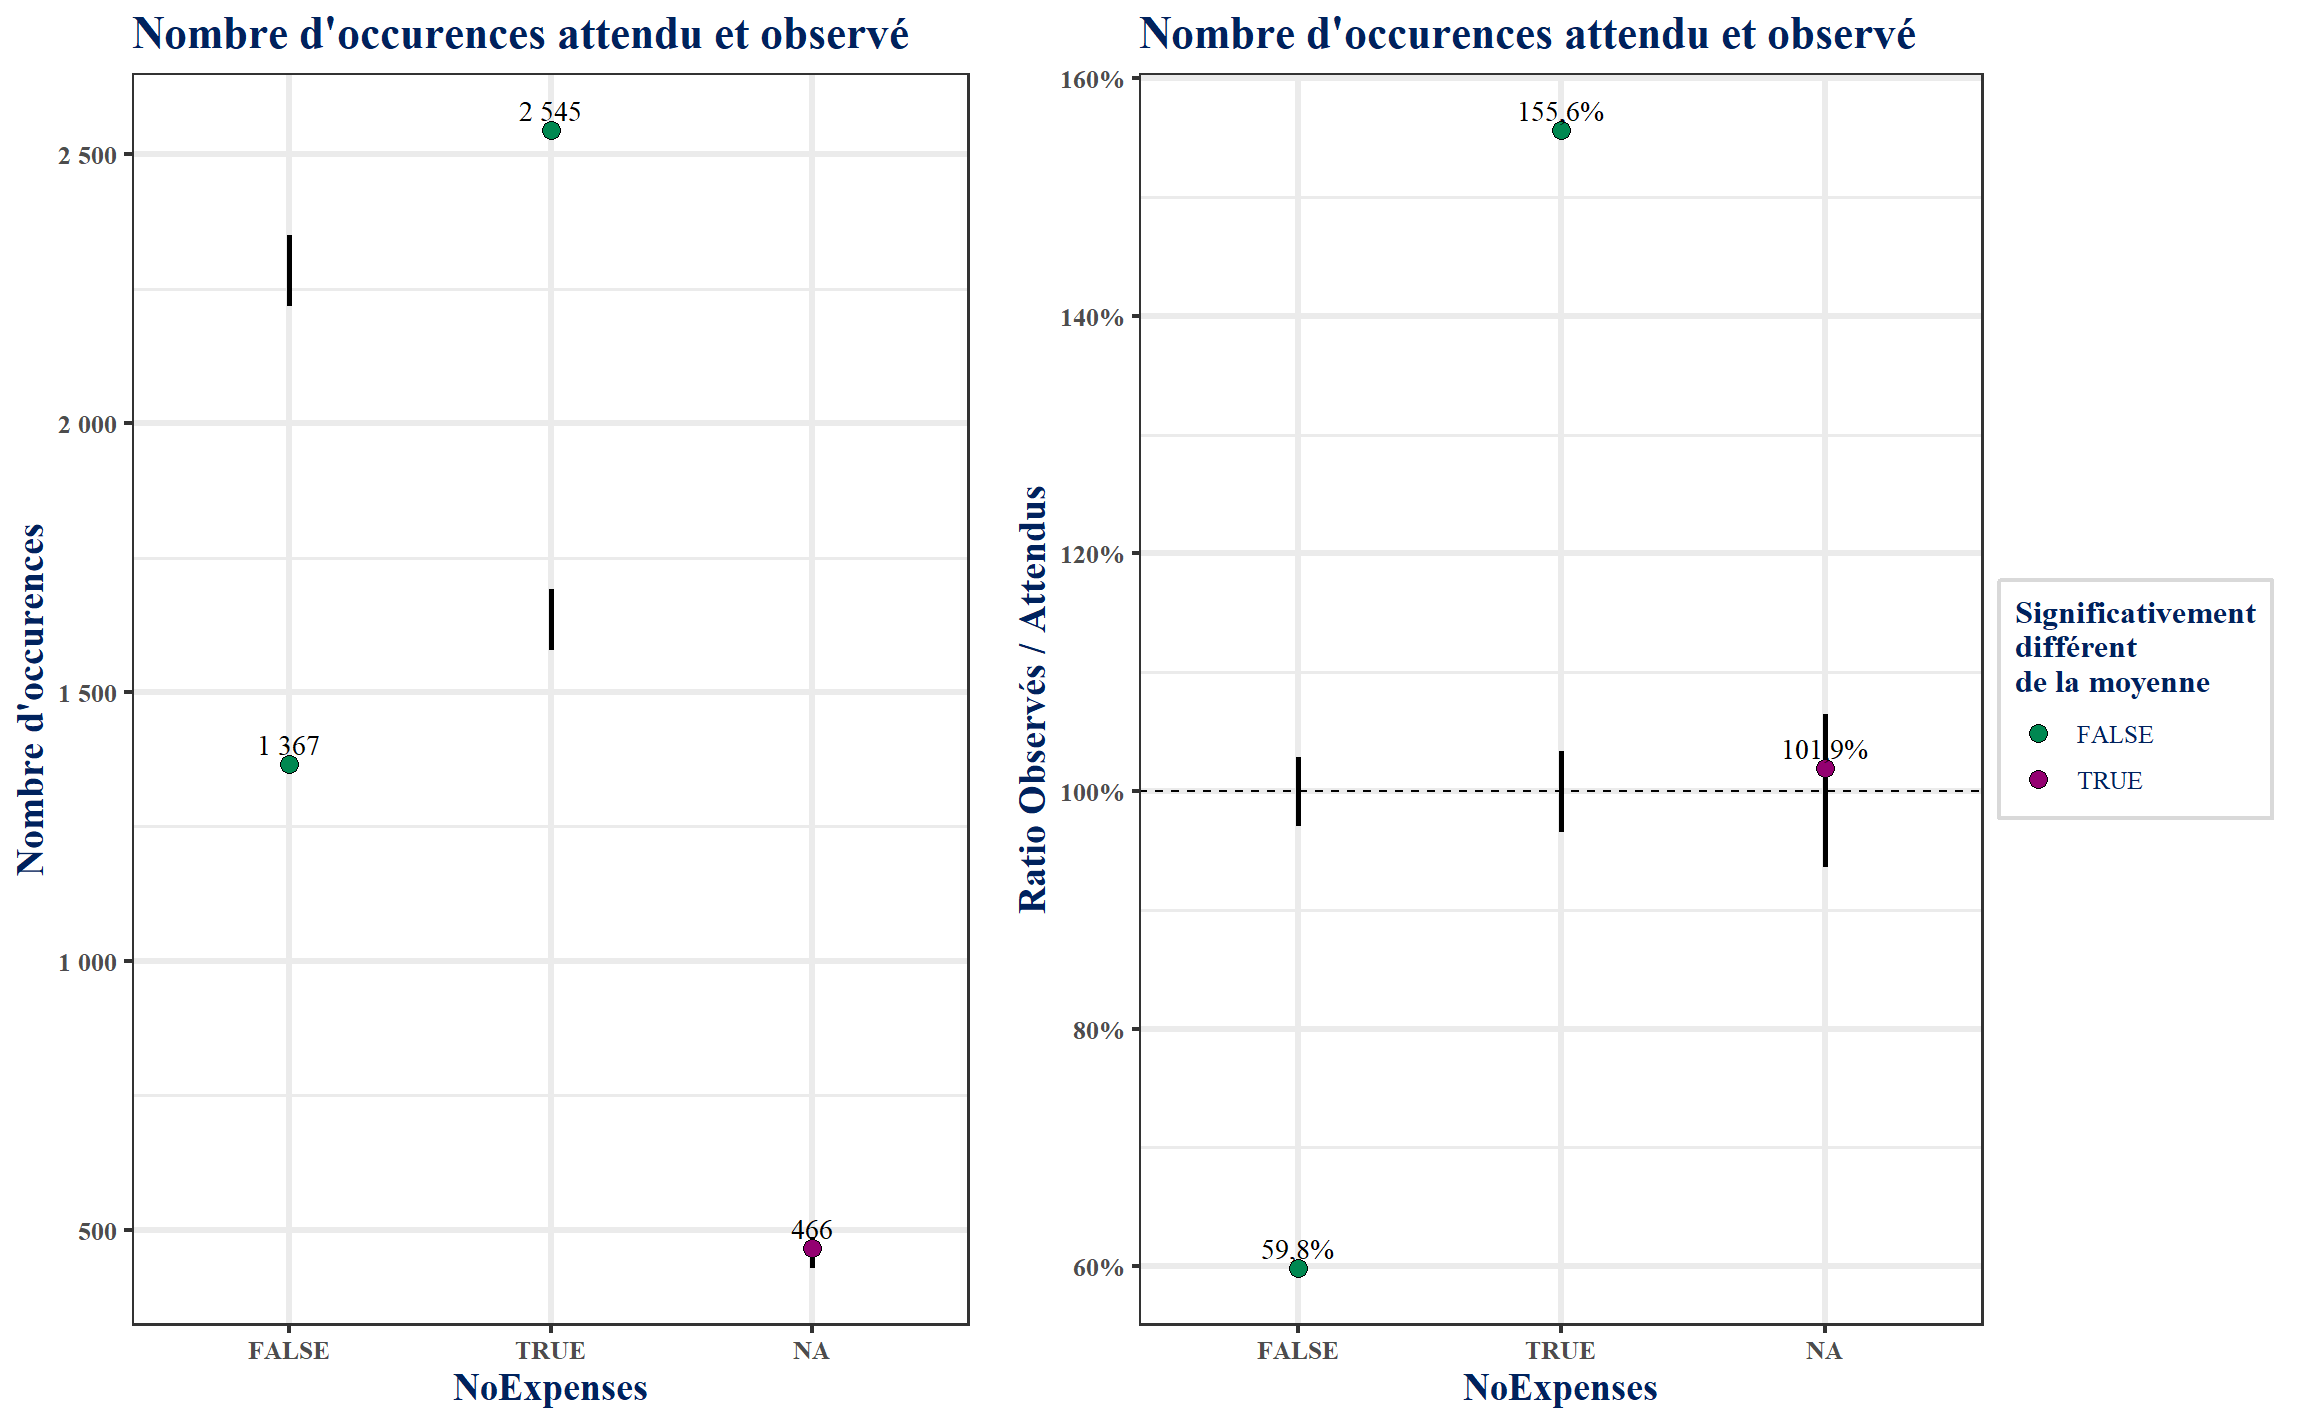 Nombre d'occurences attendu et observé
2 545
2 500
2 000
1 500
1 367
1 000
500
466
Nombre d'occurences
FALSE TRUE NA
NoExpenses
Nombre d'occurences attendu et observé
160%
155,6%
140%
120%
101,9%
100%
80%
60%
59,8%
Ratio Observés / Attendus
FALSE TRUE NA
NoExpenses
Significativement
différent
de la moyenne
FALSE
TRUE